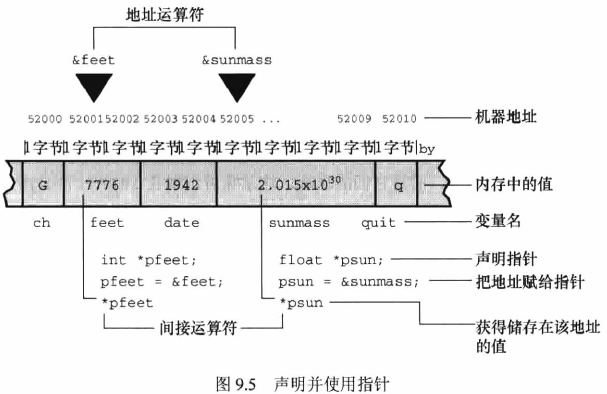 地址运算符
&feet &sunmass
52000 52001 52002 52003 52004 52005 ... 52009 52010 机器地址
1字节 1字节 1字节 1字节 1字节 1字节 1字节 1字节 1字节 1字节 by
G 7776 1942 2.015x10³⁰ q 内存中的值
ch feet date sunmass quit 变量名
int *pfeet; float *psun; 声明指针
pfeet = &feet; psun = &sunmass; 把地址赋给指针
*pfeet *psun
间接运算符 获得储存在该地址
的值
图 9.5 声明并使用指针